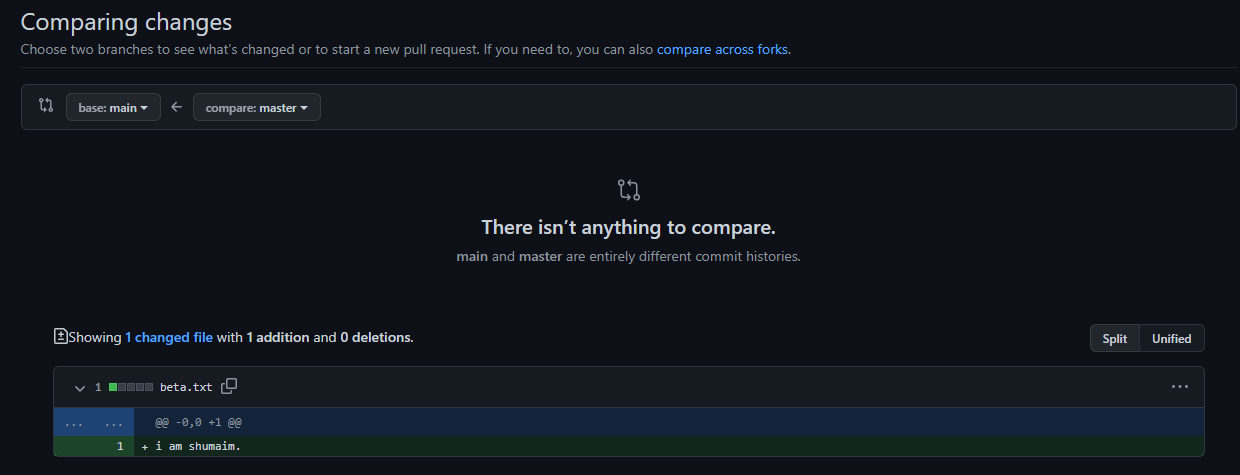 Comparing changes
Choose two branches to see what's changed or to start a new pull request. If you need to, you can also compare across forks.
base: main compare: master
There isn't anything to compare.
main and master are entirely different commit histories.
Showing 1 changed file with 1 addition and 0 deletions.
Split Unified
1 beta.txt ...
... ... @@ -0,0 +1 @@
1 + i am shumaim.